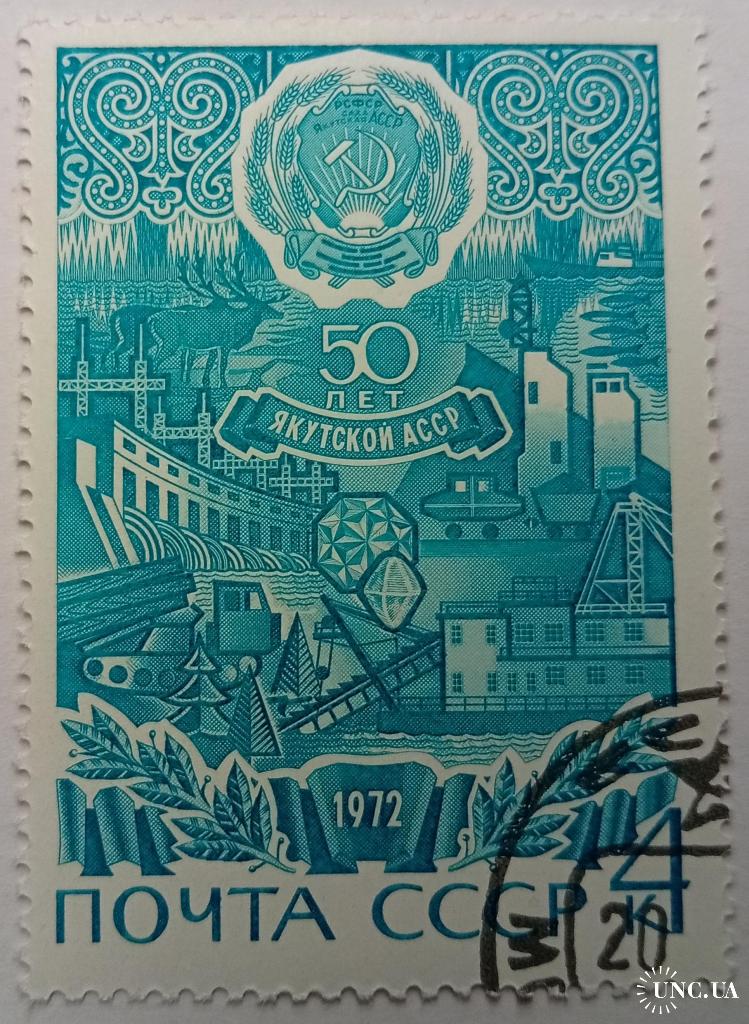 РСФСР
ЯКУТСКАЯ АССР
50
ЛЕТ
ЯКУТСКОЙ АССР
1972
4
ПОЧТА СССР К
20
UNC.UA